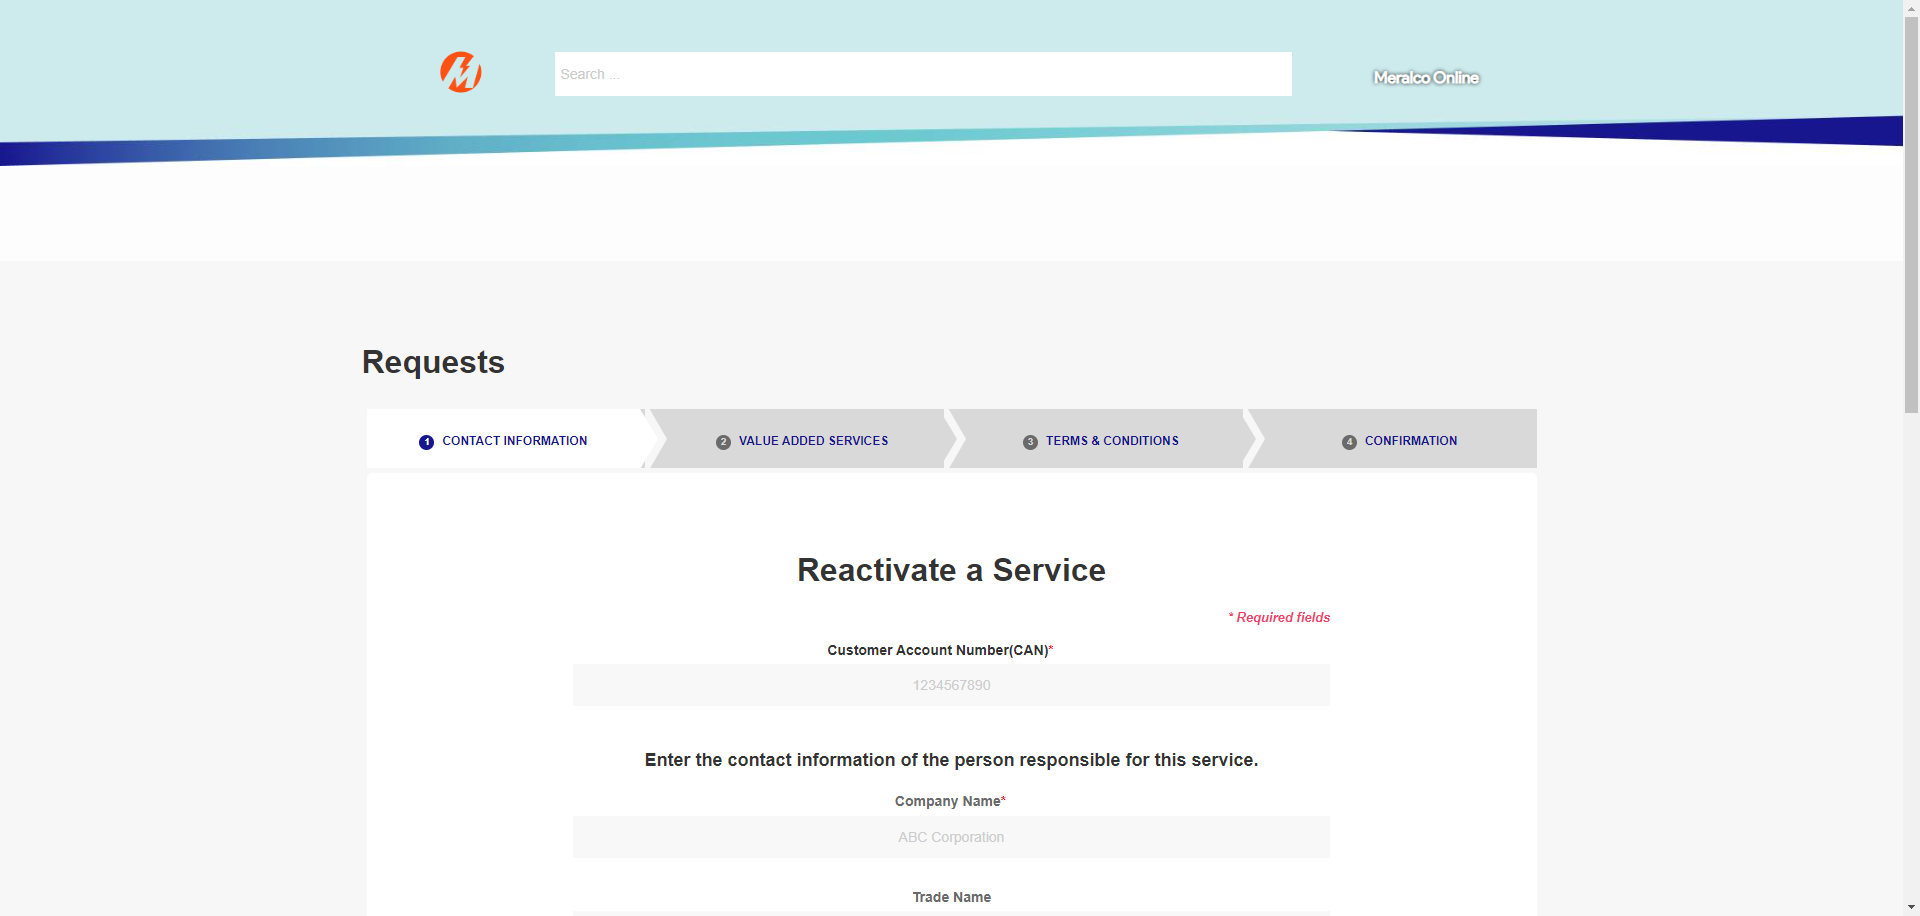 Search ...
Meralco Online
Requests
1 CONTACT INFORMATION
2 VALUE ADDED SERVICES
3 TERMS & CONDITIONS
4 CONFIRMATION
Reactivate a Service
* Required fields
Customer Account Number(CAN)*
1234567890
Enter the contact information of the person responsible for this service.
Company Name*
ABC Corporation
Trade Name